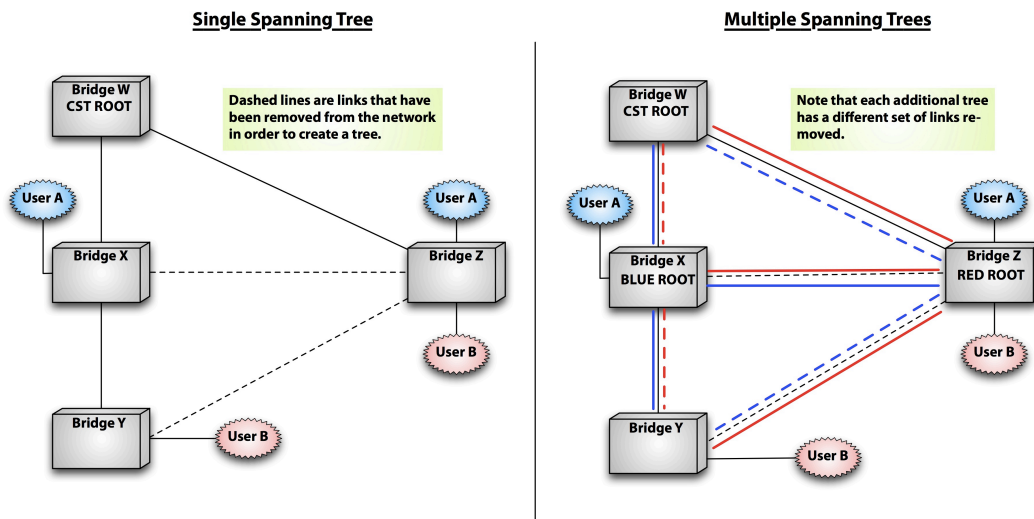 Single Spanning Tree
Bridge W
CST ROOT
Dashed lines are links that have
been removed from the network
in order to create a tree.
User A
User A
Bridge X
Bridge Z
User B
Bridge Y
User B
Multiple Spanning Trees
Bridge W
CST ROOT
Note that each additional tree
has a different set of links re-
moved.
User A
User A
Bridge X
BLUE ROOT
Bridge Z
RED ROOT
User B
Bridge Y
User B